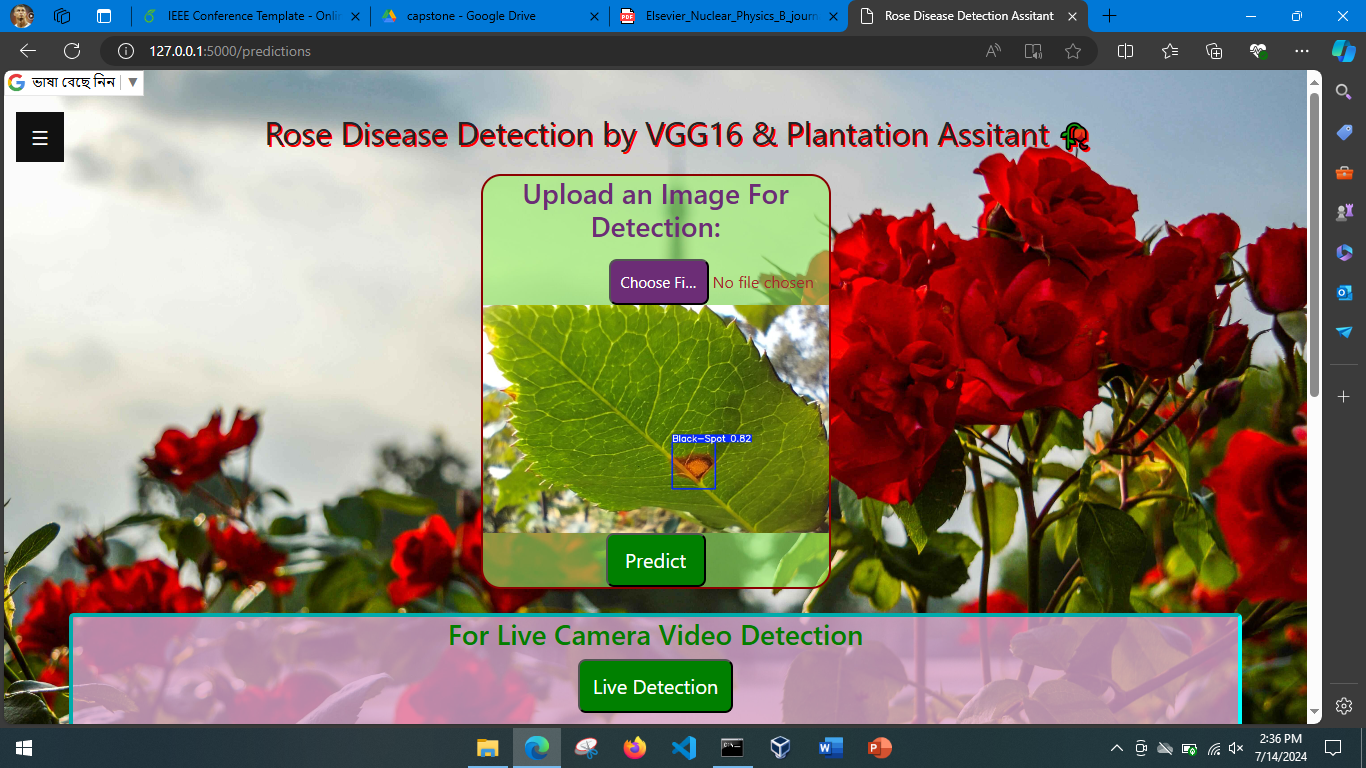 IEEE Conference Template - Onlin
capstone - Google Drive
Elsevier_Nuclear_Physics_B_journ
Rose Disease Detection Assitant
127.0.0.1:5000/predictions
ভাষা বেছে নিন
Rose Disease Detection by VGG16 & Plantation Assitant
Upload an Image For
Detection:
Choose Fi... No file chosen
Black-Spot 0.82
Predict
For Live Camera Video Detection
Live Detection
2:36 PM
7/14/2024